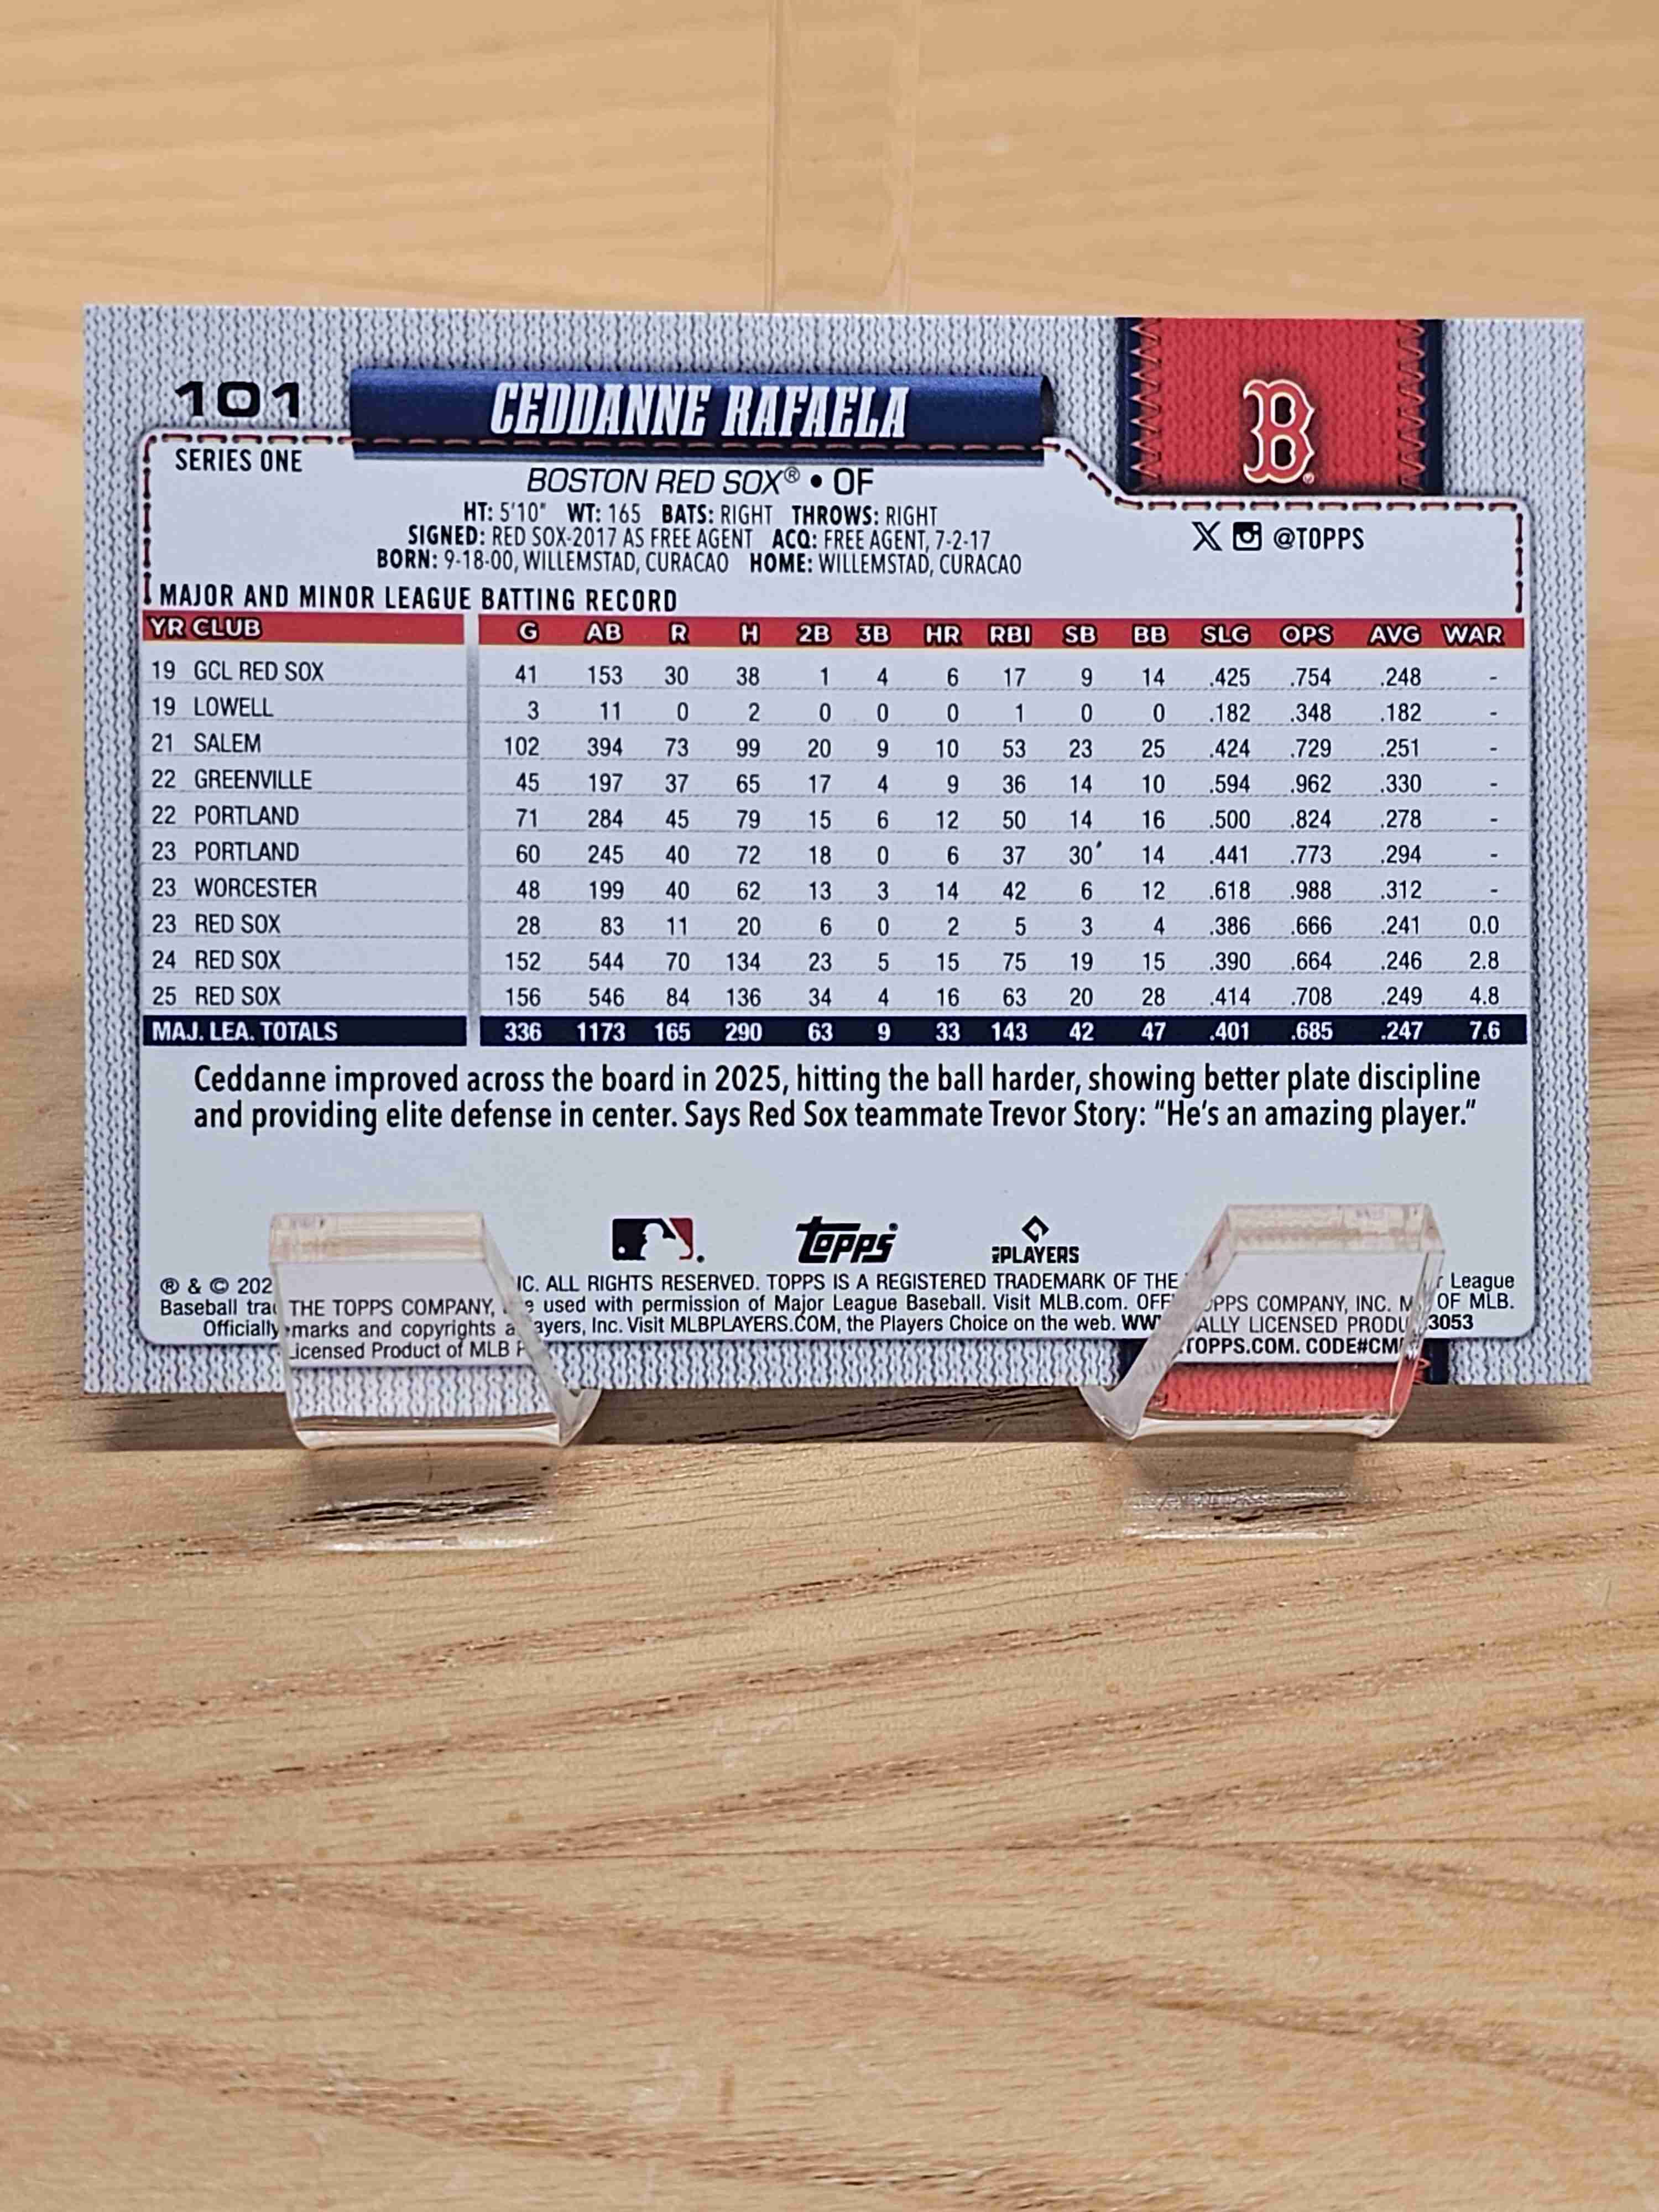 101
CEDDANNE RAFAELA
B
SERIES ONE
BOSTON RED SOX® • OF
HT: 5'10" WT: 165 BATS: RIGHT THROWS: RIGHT
SIGNED: RED SOX-2017 AS FREE AGENT ACQ: FREE AGENT, 7-2-17
BORN: 9-18-00, WILLEMSTAD, CURACAO HOME: WILLEMSTAD, CURACAO
X @TOPPS
MAJOR AND MINOR LEAGUE BATTING RECORD
YR CLUB G AB R H 2B 3B HR RBI SB BB SLG OPS AVG WAR
19 GCL RED SOX 41 153 30 38 1 4 6 17 9 14 .425 .754 .248 -
19 LOWELL 3 11 0 2 0 0 0 1 0 0 .182 .348 .182 -
21 SALEM 102 394 73 99 20 9 10 53 23 25 .424 .729 .251 -
22 GREENVILLE 45 197 37 65 17 4 9 36 14 10 .594 .962 .330 -
22 PORTLAND 71 284 45 79 15 6 12 50 14 16 .500 .824 .278 -
23 PORTLAND 60 245 40 72 18 0 6 37 30' 14 .441 .773 .294 -
23 WORCESTER 48 199 40 62 13 3 14 42 6 12 .618 .988 .312 -
23 RED SOX 28 83 11 20 6 0 2 5 3 4 .386 .666 .241 0.0
24 RED SOX 152 544 70 134 23 5 15 75 19 15 .390 .664 .246 2.8
25 RED SOX 156 546 84 136 34 4 16 63 20 28 .414 .708 .249 4.8
MAJ. LEA. TOTALS 336 1173 165 290 63 9 33 143 42 47 .401 .685 .247 7.6
Ceddanne improved across the board in 2025, hitting the ball harder, showing better plate discipline
and providing elite defense in center. Says Red Sox teammate Trevor Story: "He's an amazing player."
Topps PLAYERS
® & © 202 THE TOPPS COMPANY, IC. ALL RIGHTS RESERVED. TOPPS IS A REGISTERED TRADEMARK OF THE OPPS COMPANY, INC. League
Baseball marks and copyrights used with permission of Major League Baseball. Visit MLB.com. ALLY LICENSED OF MLB.
Officially icensed Product of MLB ayers, Inc. Visit MLBPLAYERS.COM, the Players Choice on the web. TOPPS.COM. CODE#CM 3053